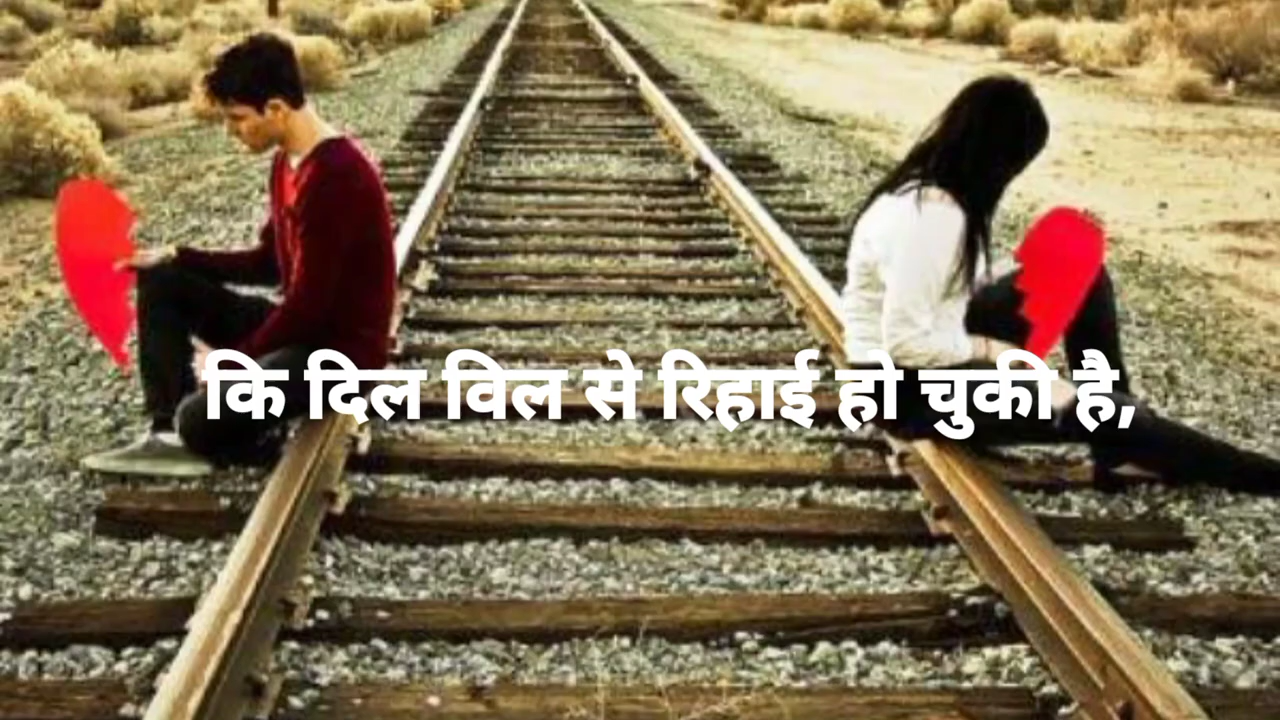 कि दिल विल से रिहाई हो चुकी है,